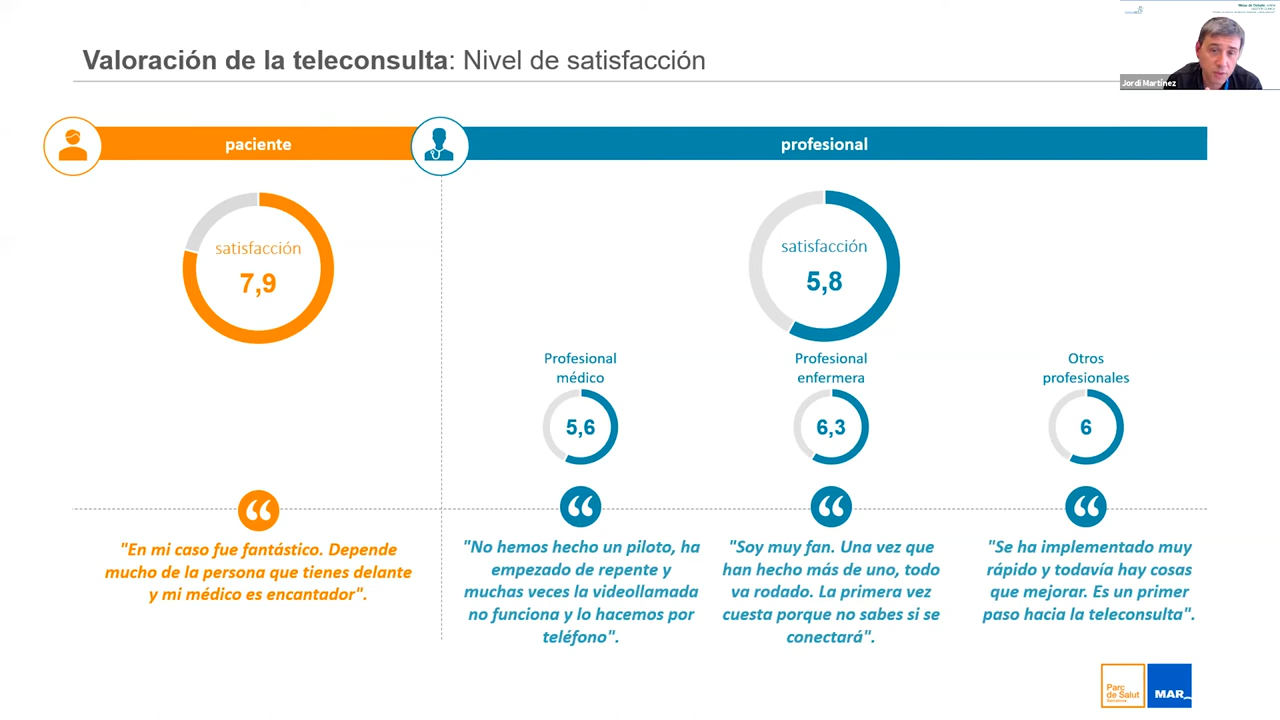 Valoración de la teleconsulta: Nivel de satisfacción
Jordi Martínez
paciente
profesional
satisfacción
7,9
satisfacción
5,8
Profesional
médico
5,6
Profesional
enfermera
6,3
Otros
profesionales
6
"En mi caso fue fantástico. Depende
mucho de la persona que tienes delante
y mi médico es encantador".
"No hemos hecho un piloto, ha
empezado de repente y
muchas veces la videollamada
no funciona y lo hacemos por
teléfono".
"Soy muy fan. Una vez que
han hecho más de uno, todo
va rodado. La primera vez
cuesta porque no sabes si se
conectará".
"Se ha implementado muy
rápido y todavía hay cosas
que mejorar. Es un primer
paso hacia la teleconsulta".
Parc
de Salut
Barcelona
MAR